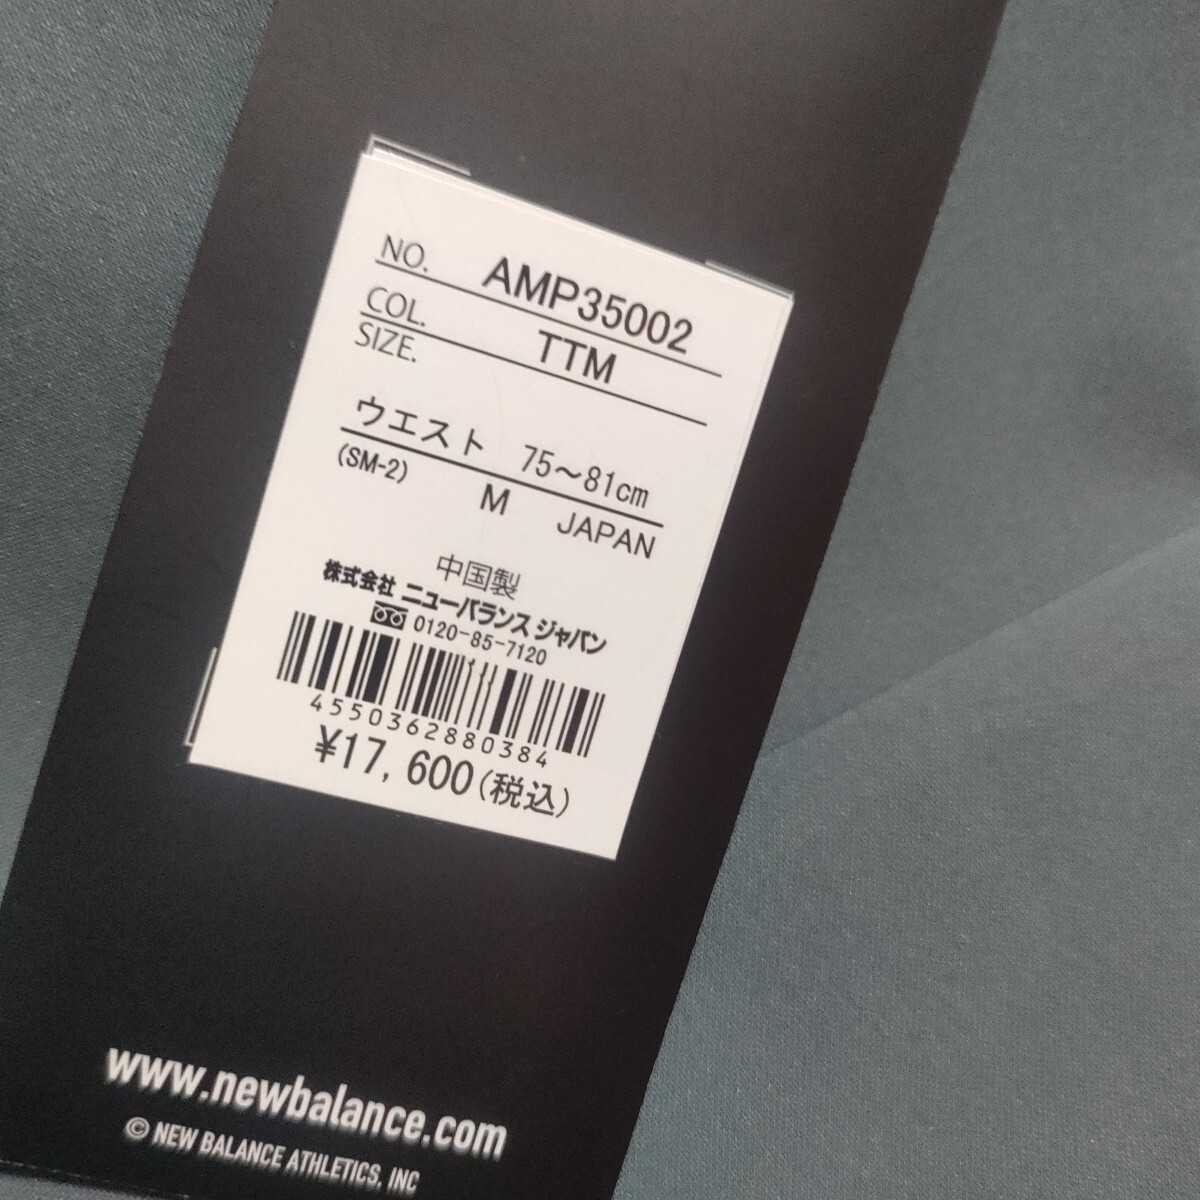 NO. AMP35002
COL. TTM
SIZE.
ウエスト 75～81cm
(SM-2) M JAPAN
中国製
株式会社 ニューバランス ジャパン
0120-85-7120
4550362880384
¥17,600(税込)
www.newbalance.com
© NEW BALANCE ATHLETICS, INC